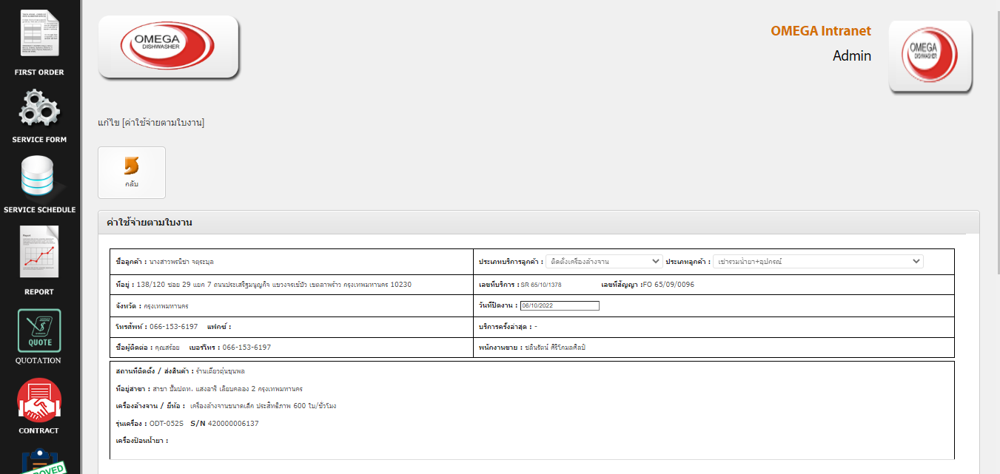 FIRST ORDER
SERVICE FORM
SERVICE SCHEDULE
REPORT
QUOTE
QUOTATION
CONTRACT
OMEGA
DISHWASHER
OMEGA Intranet
Admin
OMEGA
DISHWASHER
แก้ไข [ค่าใช้จ่ายตามใบงาน]
กลับ
ค่าใช้จ่ายตามใบงาน
ชื่อลูกค้า : นางสาวพรนิชา จตุระบุล
ประเภทบริการลูกค้า : ติดตั้งเครื่องล้างจาน ประเภทลูกค้า : เช่ารวมน้ำยา+อุปกรณ์
ที่อยู่ : 138/120 ซอย 29 แยก 7 ถนนประเสริฐมนูญกิจ แขวงจรเข้บัว เขตลาดพร้าว กรุงเทพมหานคร 10230
เลขที่บริการ : SR 65/10/1378 เลขที่สัญญา :FO 65/09/0096
จังหวัด : กรุงเทพมหานคร
วันที่ปิดงาน : 06/10/2022
โทรศัพท์ : 066-153-6197 แฟกซ์ :
บริการครั้งล่าสุด : -
ชื่อผู้ติดต่อ : คุณสร้อย เบอร์โทร : 066-153-6197
พนักงานขาย : ชลินรัตน์ ศิริโกมลศิลป์
สถานที่ติดตั้ง / ส่งสินค้า : ร้านเตี๋ยวตุ๋นขุนพล
ที่อยู่สาขา : สาขา ปั๊มปตท. แสงอาริ เลียบคลอง 2 กรุงเทพมหานคร
เครื่องล้างจาน / ยี่ห้อ : เครื่องล้างจานขนาดเล็ก ประสิทธิภาพ 600 ใบ/ชั่วโมง
รุ่นเครื่อง : ODT-052S S/N 420000006137
เครื่องป้อนน้ำยา :